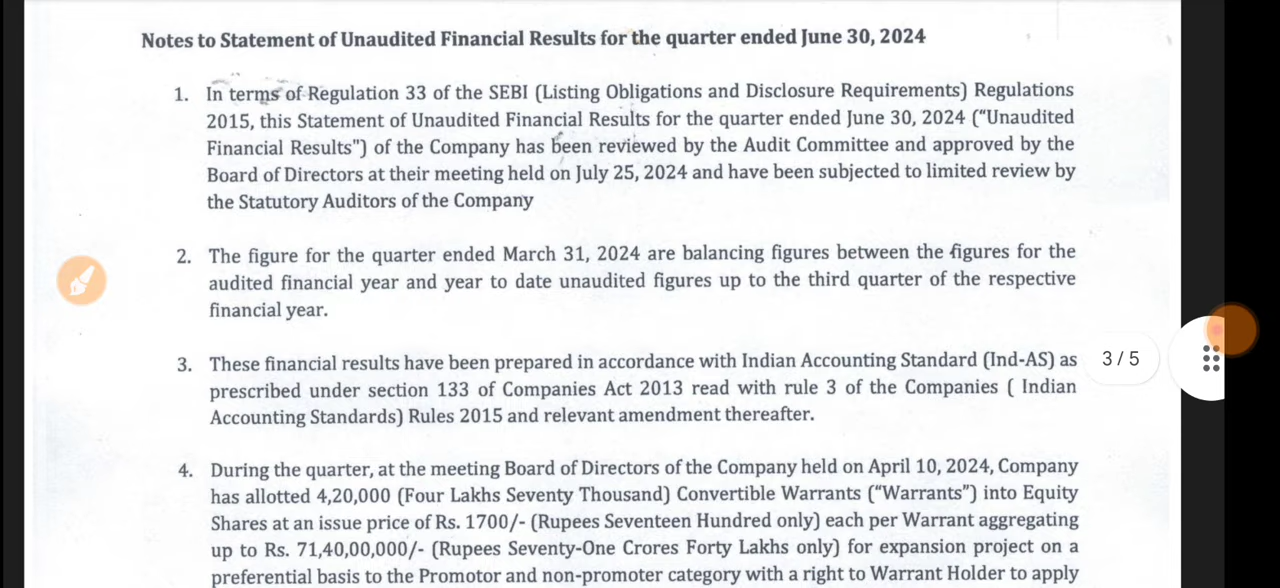 Notes to Statement of Unaudited Financial Results for the quarter ended June 30, 2024
1. In terms of Regulation 33 of the SEBI (Listing Obligations and Disclosure Requirements) Regulations
2015, this Statement of Unaudited Financial Results for the quarter ended June 30, 2024 (“Unaudited
Financial Results”) of the Company has been reviewed by the Audit Committee and approved by the
Board of Directors at their meeting held on July 25, 2024 and have been subjected to limited review by
the Statutory Auditors of the Company
2. The figure for the quarter ended March 31, 2024 are balancing figures between the figures for the
audited financial year and year to date unaudited figures up to the third quarter of the respective
financial year.
3. These financial results have been prepared in accordance with Indian Accounting Standard (Ind-AS) as
prescribed under section 133 of Companies Act 2013 read with rule 3 of the Companies ( Indian
Accounting Standards) Rules 2015 and relevant amendment thereafter.
3 / 5
4. During the quarter, at the meeting Board of Directors of the Company held on April 10, 2024, Company
has allotted 4,20,000 (Four Lakhs Seventy Thousand) Convertible Warrants (“Warrants”) into Equity
Shares at an issue price of Rs. 1700/- (Rupees Seventeen Hundred only) each per Warrant aggregating
up to Rs. 71,40,00,000/- (Rupees Seventy-One Crores Forty Lakhs only) for expansion project on a
preferential basis to the Promotor and non-promoter category with a right to Warrant Holder to apply